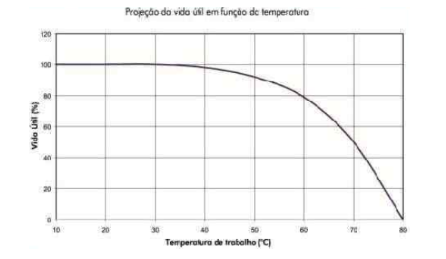 Projeção da vida útil em função da temperatura
120
100
80
60
40
20
0
Vida Útil (%)
10 20 30 40 50 60 70 80
Temperatura de trabalho (°C)